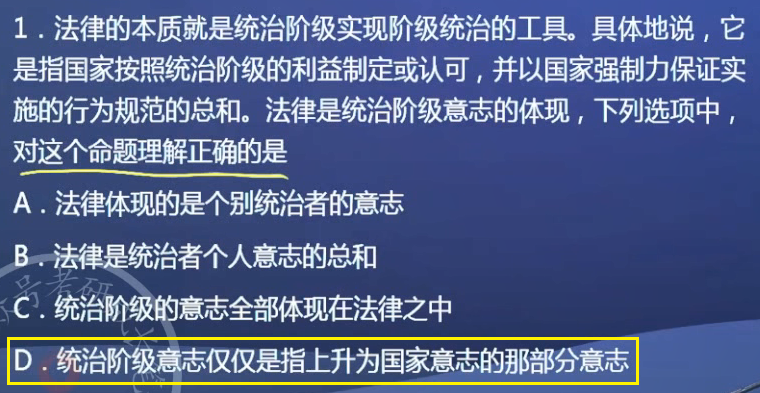 1．法律的本质就是统治阶级实现阶级统治的工具。具体地说，它
是指国家按照统治阶级的利益制定或认可，并以国家强制力保证实
施的行为规范的总和。法律是统治阶级意志的体现，下列选项中，
对这个命题理解正确的是
A．法律体现的是个别统治者的意志
B．法律是统治者个人意志的总和
C．统治阶级的意志全部体现在法律之中
D．统治阶级意志仅仅是指上升为国家意志的那部分意志
号考研